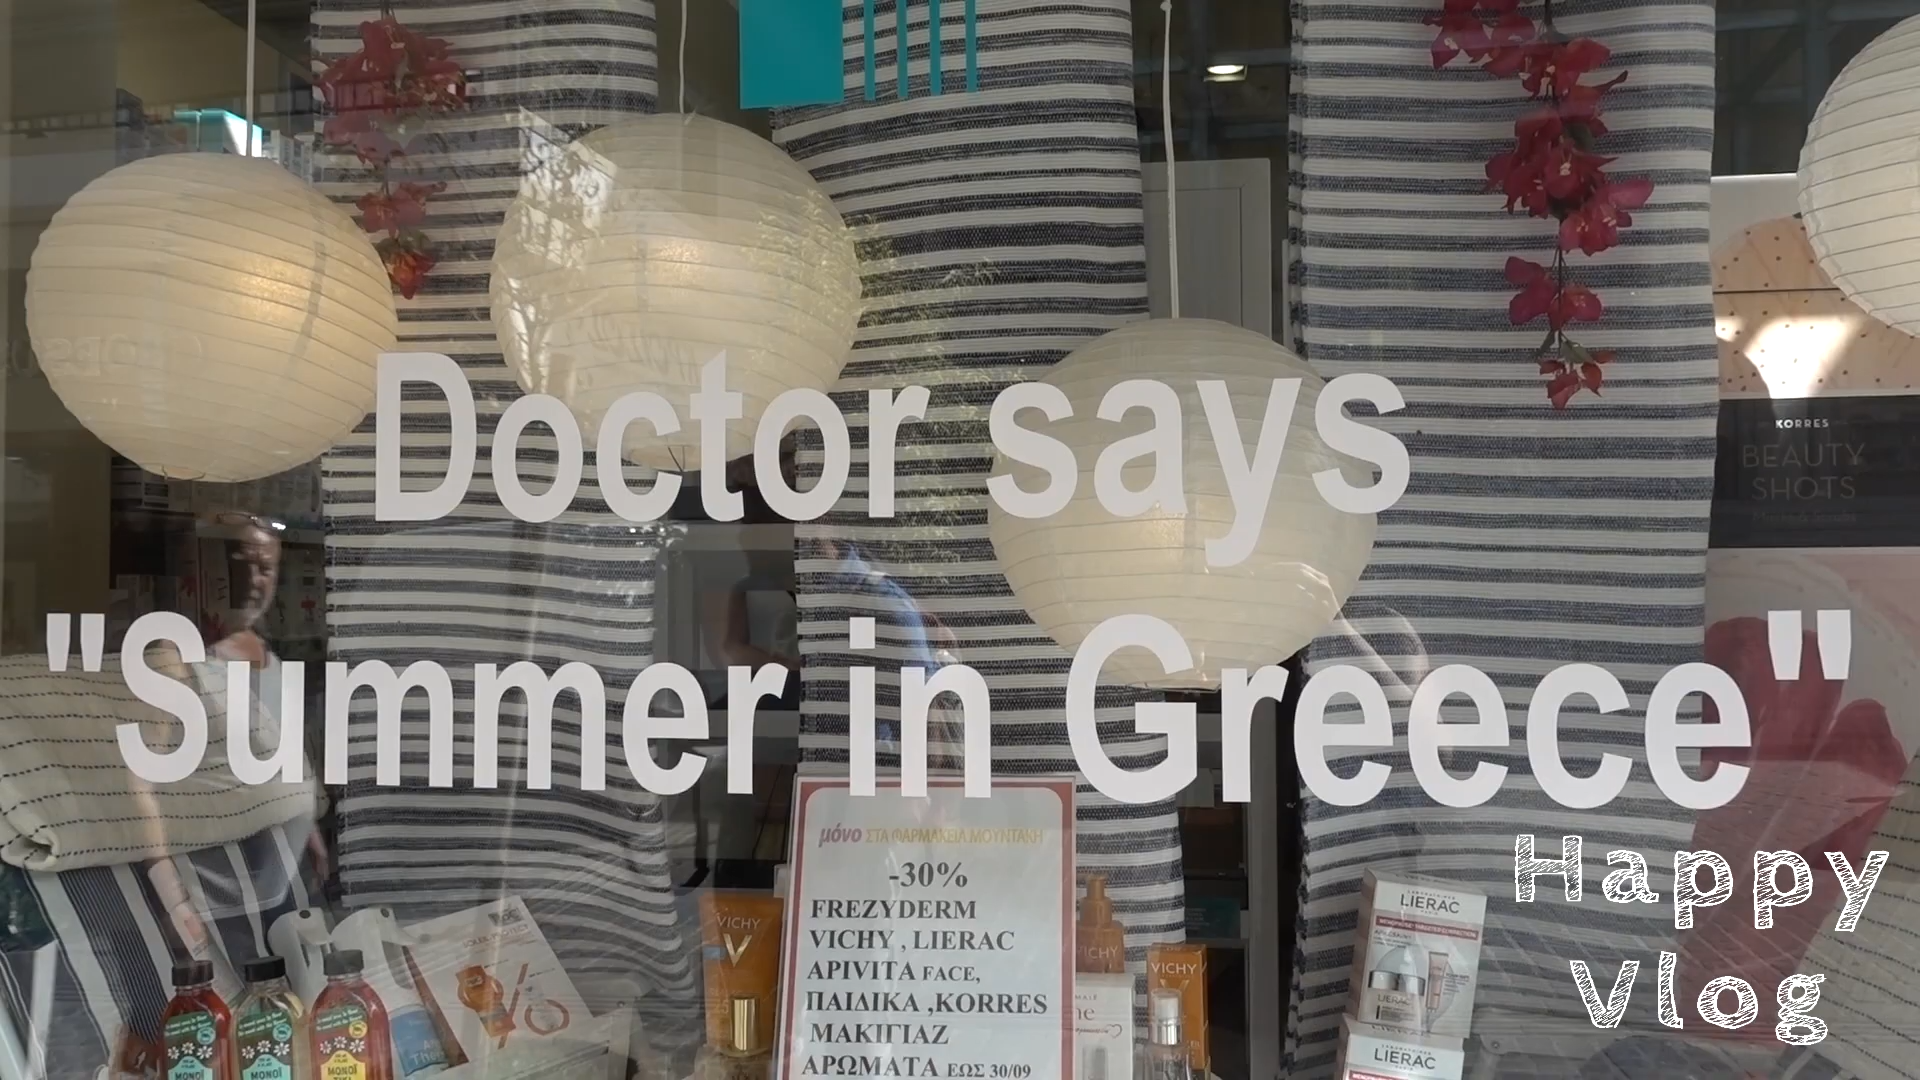 Doctor says
"Summer in Greece"
KORRES
BEAUTY
SHOTS
μόνο ΣΤΑ ΦΑΡΜΑΚΕΙΑ ΜΟΥΝΤΑΚΗ
-30%
FREZYDERM
VICHY , LIERAC
APIVITA FACE,
ΠΑΙΔΙΚΑ ,KORRES
ΜΑΚΙΓΙΑΖ
ΑΡΩΜΑΤΑ ΕΩΣ 30/09
VICHY
VICHY
VICHY
LIERAC
LIERAC
MONOÏ
MONOÏ
MONOÏ
TIKI
Happy
Vlog